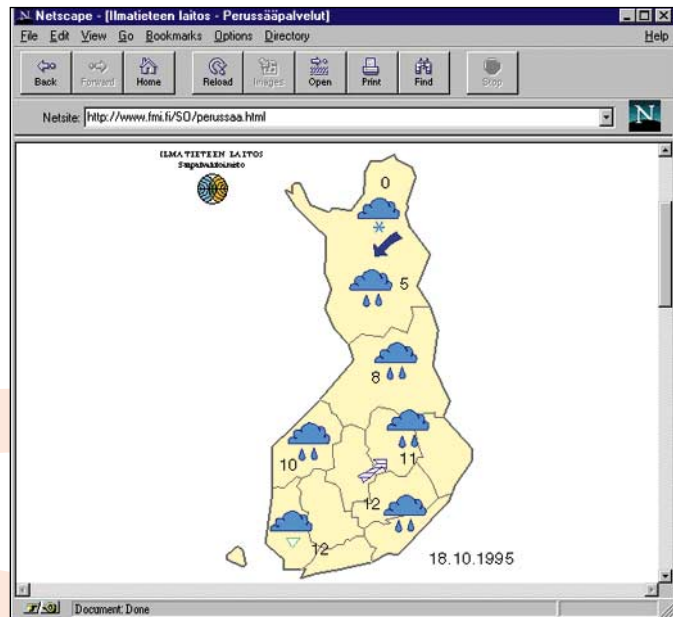 Netscape - [Ilmatieteen laitos - Perussääpalvelut]
File Edit View Go Bookmarks Options Directory Help
Back Forward Home Reload Images Open Print Find Stop
Netsite: http://www.fmi.fi/SO/perussaa.html
N
ILMATIETEEN LAITOS
Sääpalvelutoimisto
0
5
8
11
10
12
12
18.10.1995
Document: Done